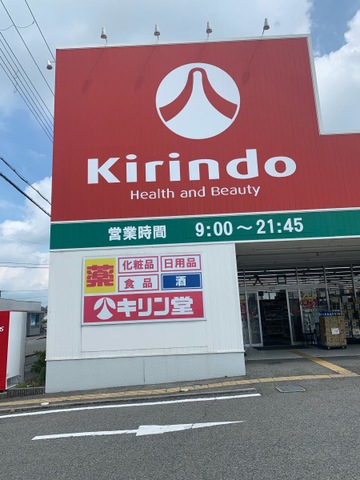 Kirindo
Health and Beauty
営業時間 9:00～21:45
薬 化粧品 日用品
食品 酒
キリン堂